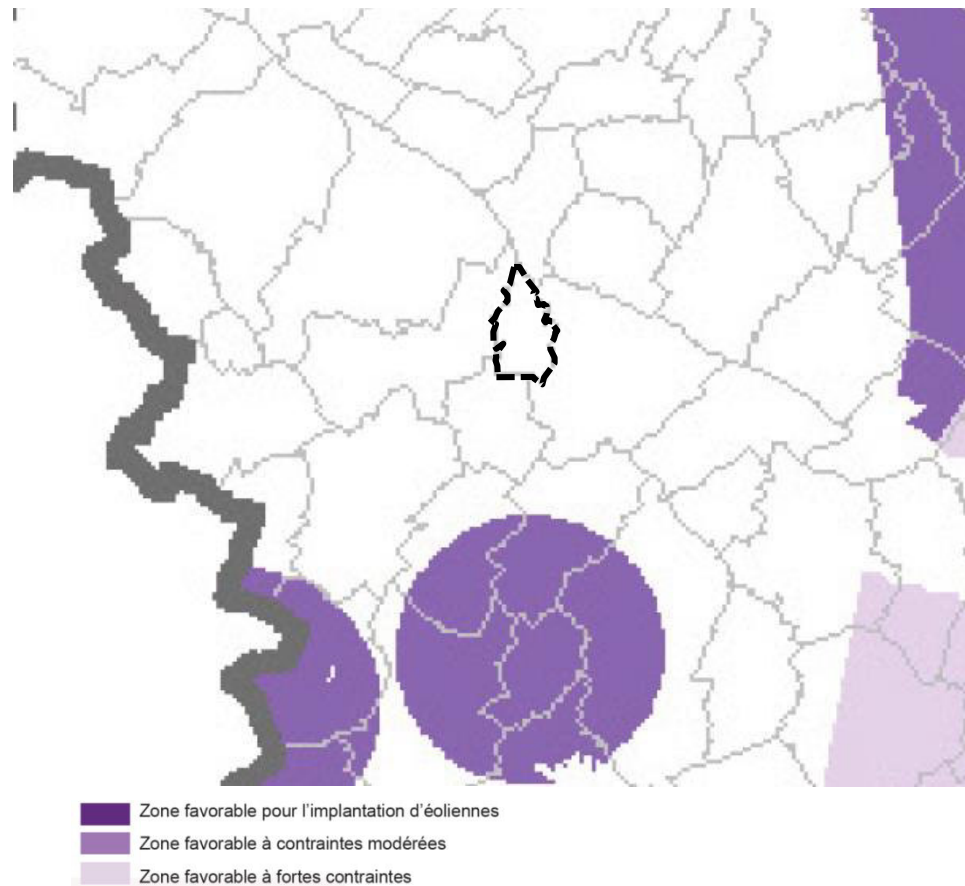 Zone favorable pour l'implantation d'éoliennes
Zone favorable à contraintes modérées
Zone favorable à fortes contraintes